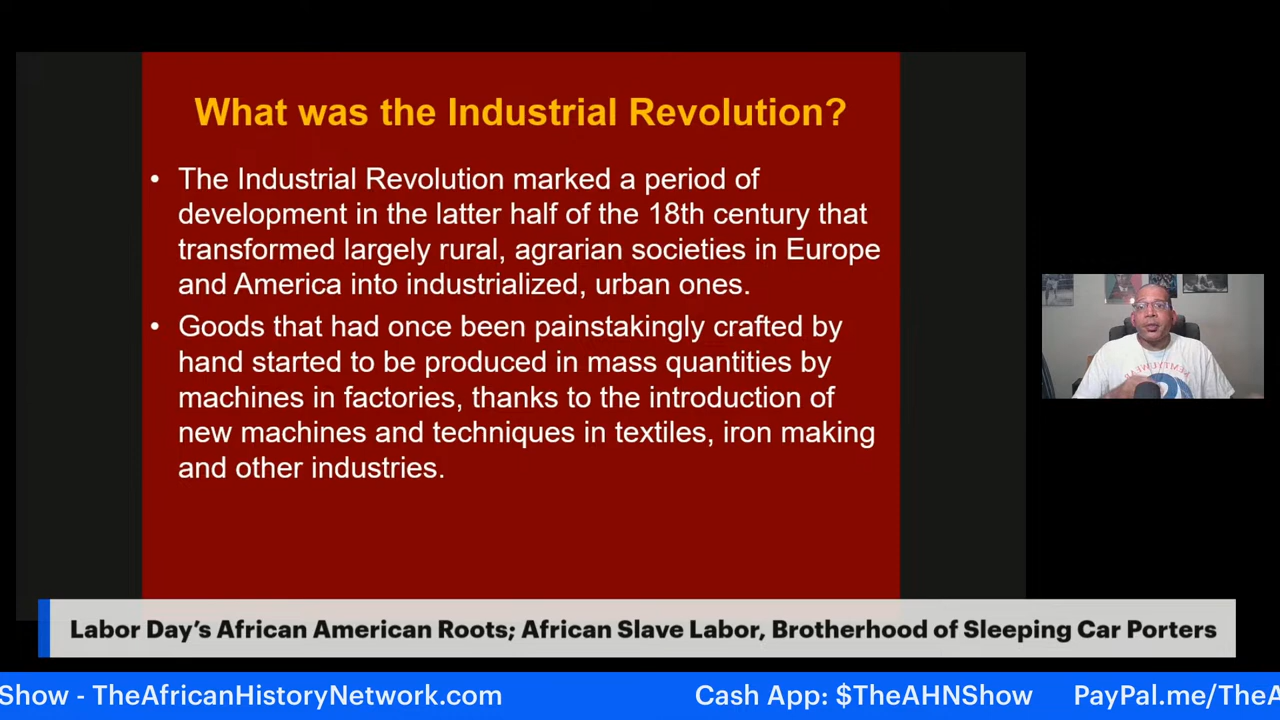 What was the Industrial Revolution?
• The Industrial Revolution marked a period of
development in the latter half of the 18th century that
transformed largely rural, agrarian societies in Europe
and America into industrialized, urban ones.
• Goods that had once been painstakingly crafted by
hand started to be produced in mass quantities by
machines in factories, thanks to the introduction of
new machines and techniques in textiles, iron making
and other industries.
Labor Day's African American Roots; African Slave Labor, Brotherhood of Sleeping Car Porters
Show - TheAfricanHistoryNetwork.com Cash App: $TheAHNShow PayPal.me/TheA